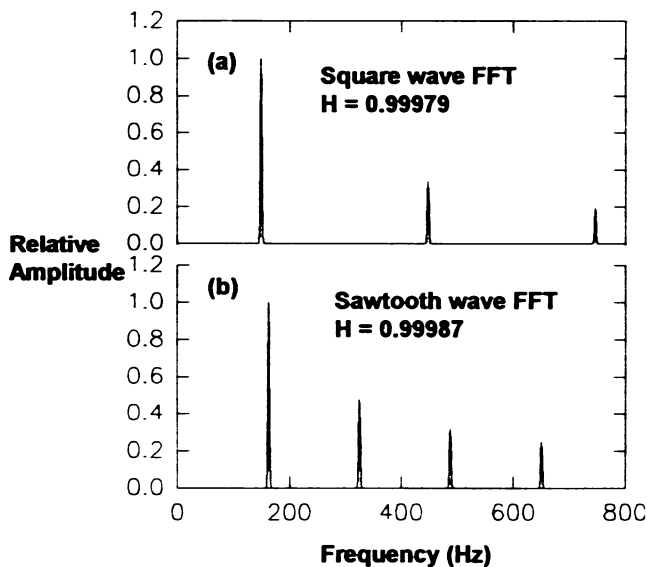 1.2
(a)
Square wave FFT
H = 0.99979
1.0
0.8
0.6
0.4
0.2
0.0
Relative
Amplitude
1.2
(b)
Sawtooth wave FFT
H = 0.99987
1.0
0.8
0.6
0.4
0.2
0.0
0 200 400 600 800
Frequency (Hz)